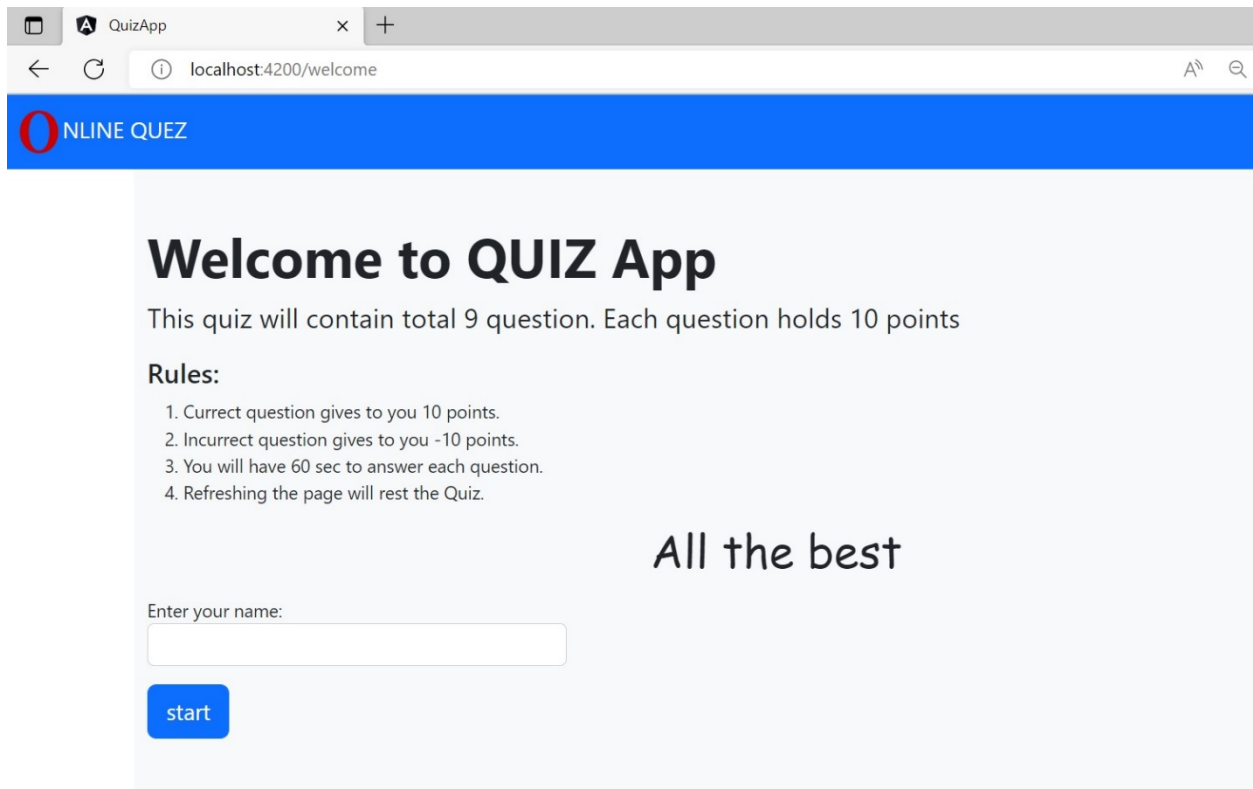 QuizApp
localhost:4200/welcome
ONLINE QUEZ
Welcome to QUIZ App
This quiz will contain total 9 question. Each question holds 10 points
Rules:
1. Currect question gives to you 10 points.
2. Incurrect question gives to you -10 points.
3. You will have 60 sec to answer each question.
4. Refreshing the page will rest the Quiz.
All the best
Enter your name:
start